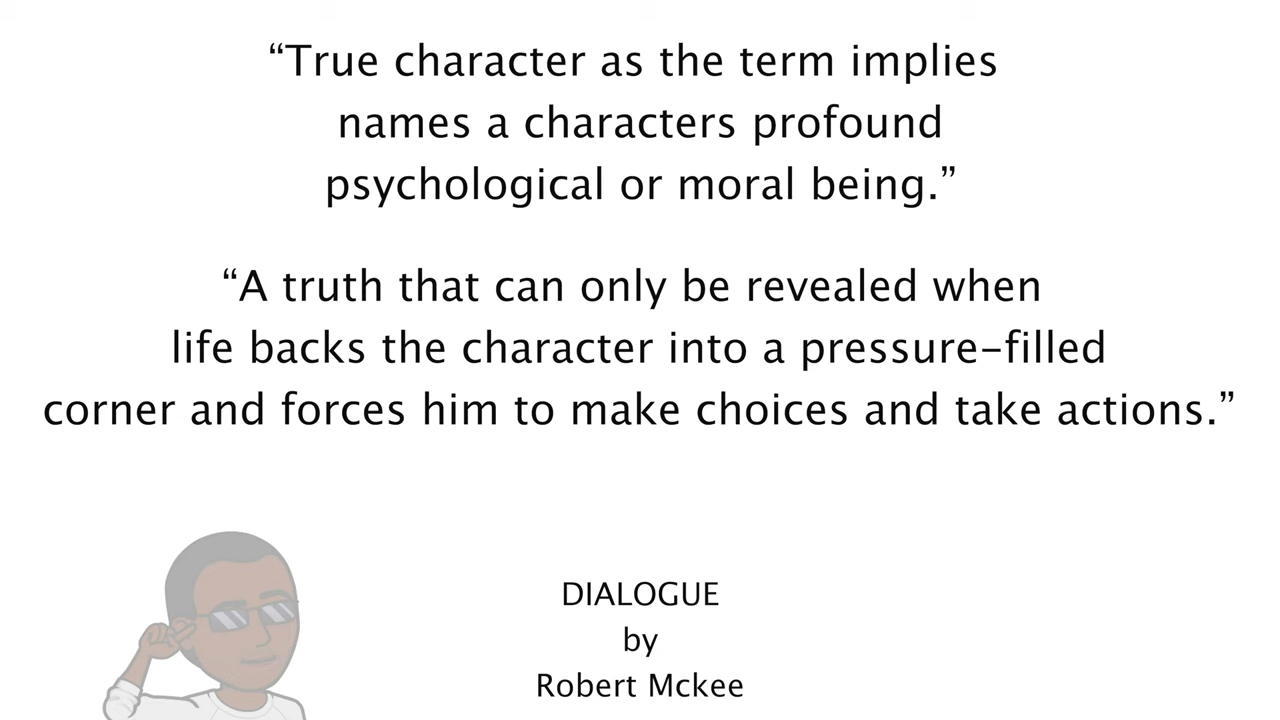 “True character as the term implies
names a characters profound
psychological or moral being.”
“A truth that can only be revealed when
life backs the character into a pressure–filled
corner and forces him to make choices and take actions.”
DIALOGUE
by
Robert Mckee